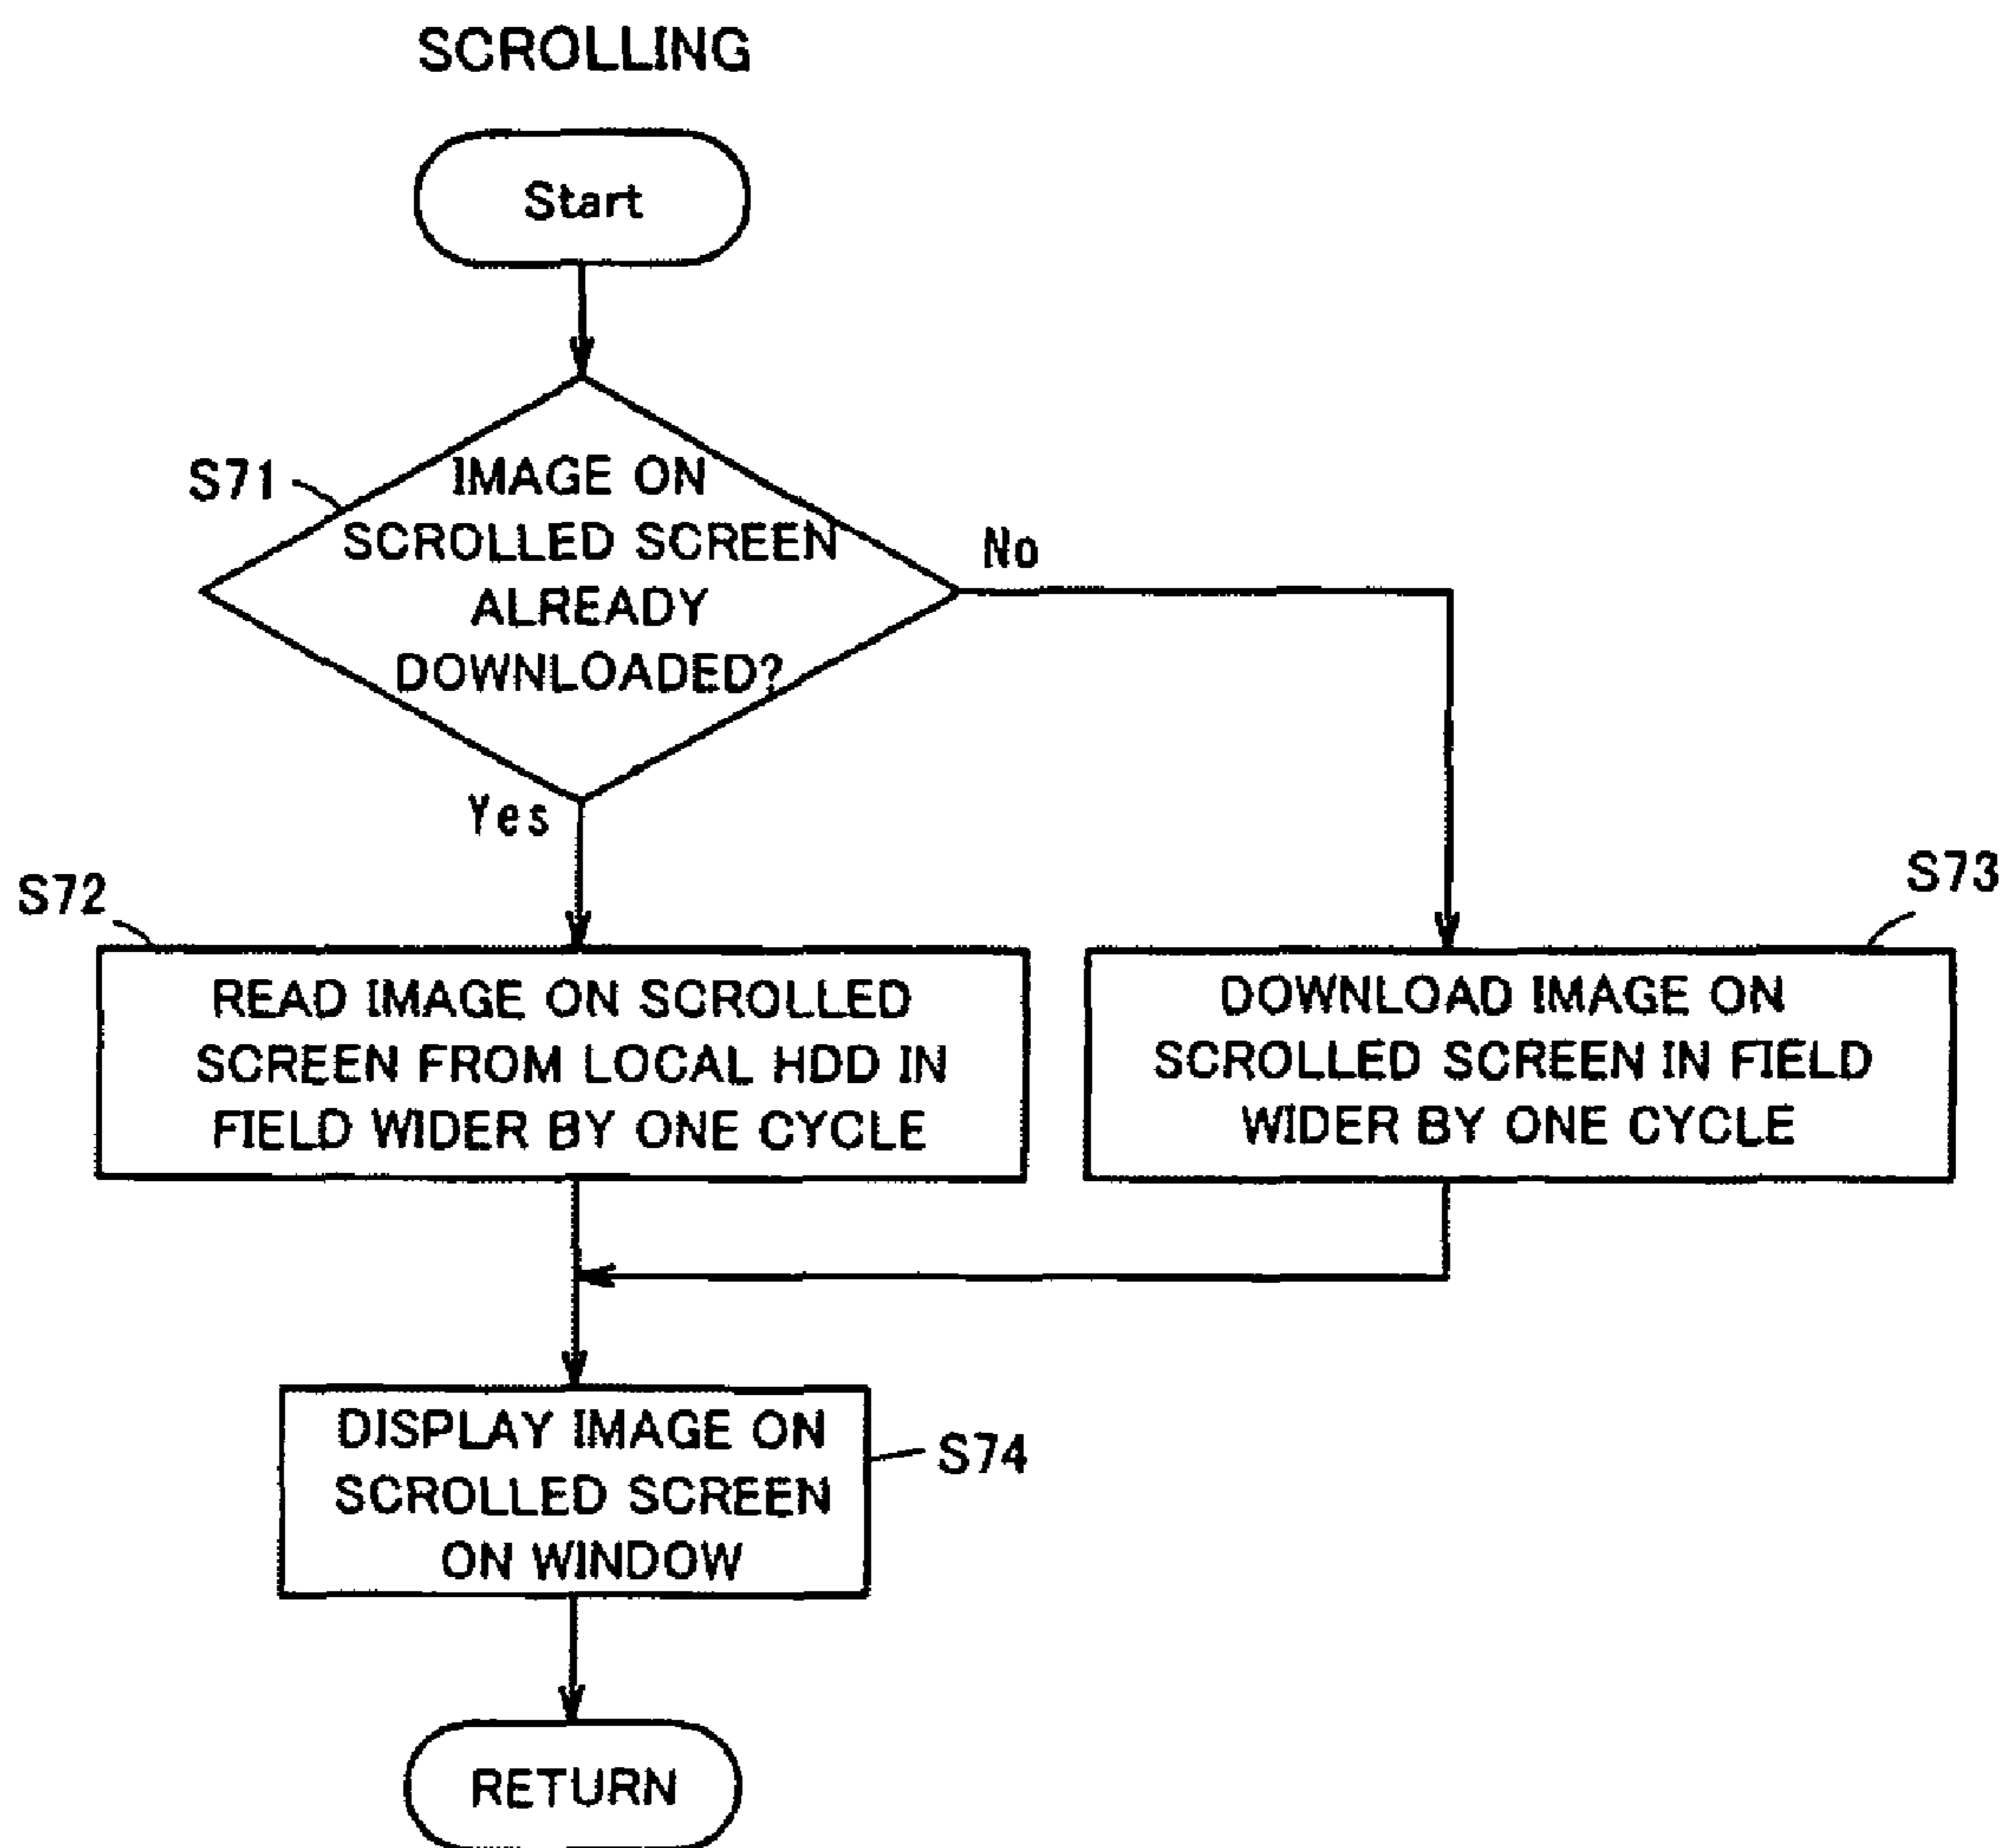 SCROLLING
Start
S71
IMAGE ON
SCROLLED SCREEN
ALREADY
DOWNLOADED?
No
Yes
S72
READ IMAGE ON SCROLLED
SCREEN FROM LOCAL HDD IN
FIELD WIDER BY ONE CYCLE
S73
DOWNLOAD IMAGE ON
SCROLLED SCREEN IN FIELD
WIDER BY ONE CYCLE
DISPLAY IMAGE ON
SCROLLED SCREEN
ON WINDOW
S74
RETURN